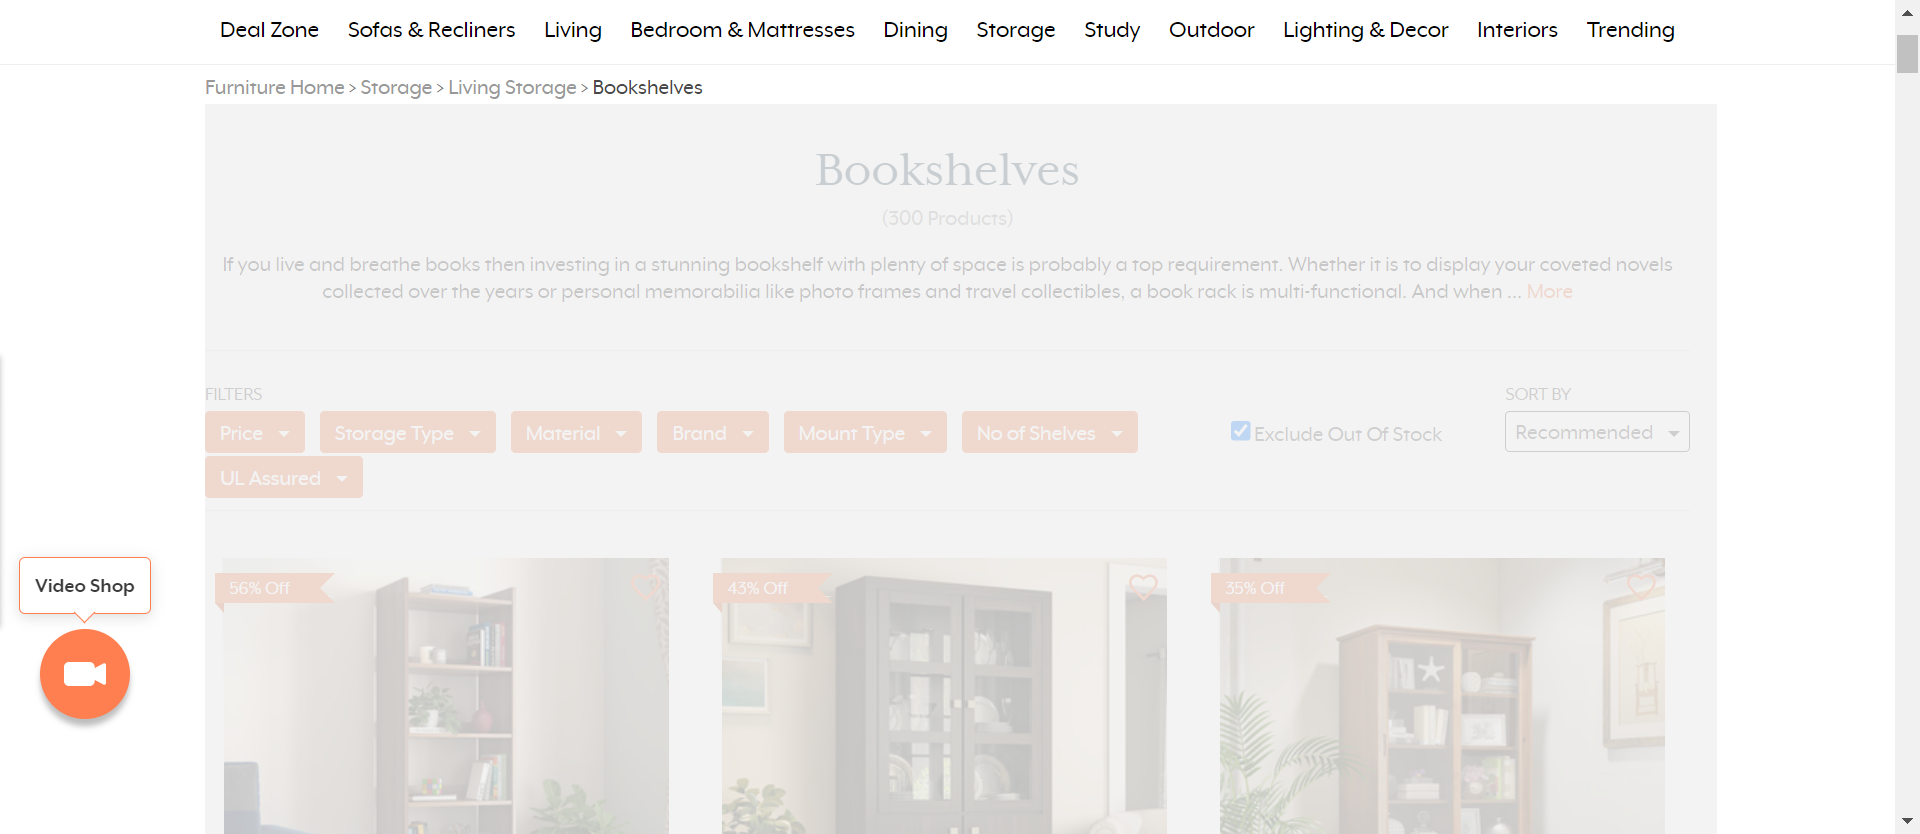 Deal Zone Sofas & Recliners Living Bedroom & Mattresses Dining Storage Study Outdoor Lighting & Decor Interiors Trending
Furniture Home > Storage > Living Storage > Bookshelves
Bookshelves
(300 Products)
If you live and breathe books then investing in a stunning bookshelf with plenty of space is probably a top requirement. Whether it is to display your coveted novels
collected over the years or personal memorabilia like photo frames and travel collectibles, a book rack is multi-functional. And when ... More
FILTERS
SORT BY
Price Storage Type Material Brand Mount Type No of Shelves
Exclude Out Of Stock
Recommended
UL Assured
56% Off
43% Off
35% Off
Video Shop